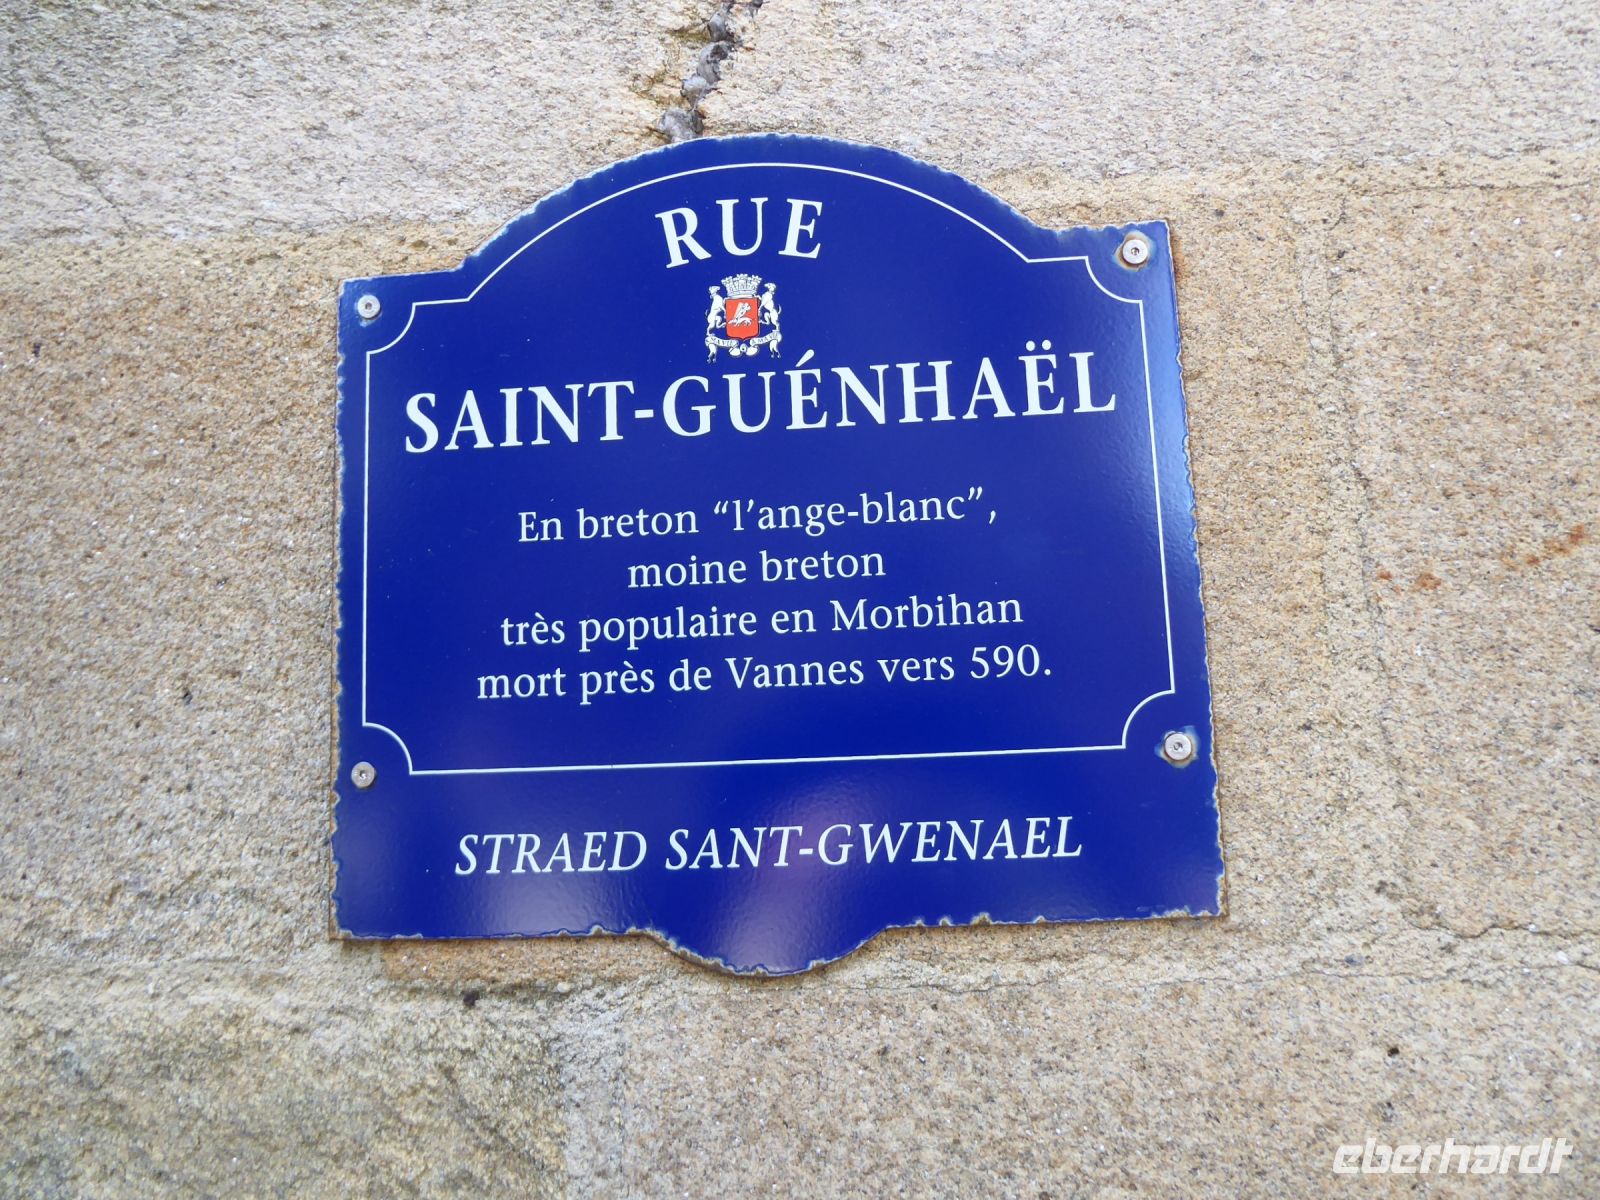 RUE
SAINT-GUÉNHAËL
En breton “l’ange-blanc”,
moine breton
très populaire en Morbihan
mort près de Vannes vers 590.
STRAED SANT-GWENAEL
eberhardt